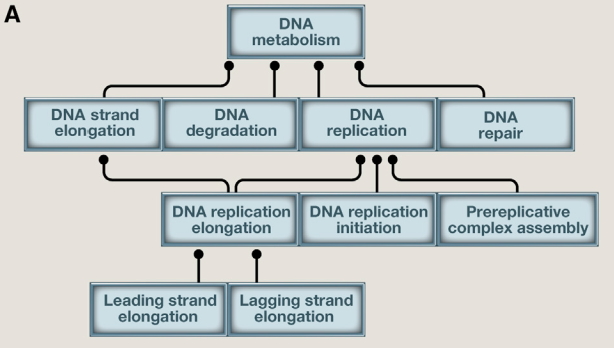 A
DNA
metabolism
DNA strand
elongation
DNA
degradation
DNA
replication
DNA
repair
DNA replication
elongation
DNA replication
initiation
Prereplicative
complex assembly
Leading strand
elongation
Lagging strand
elongation